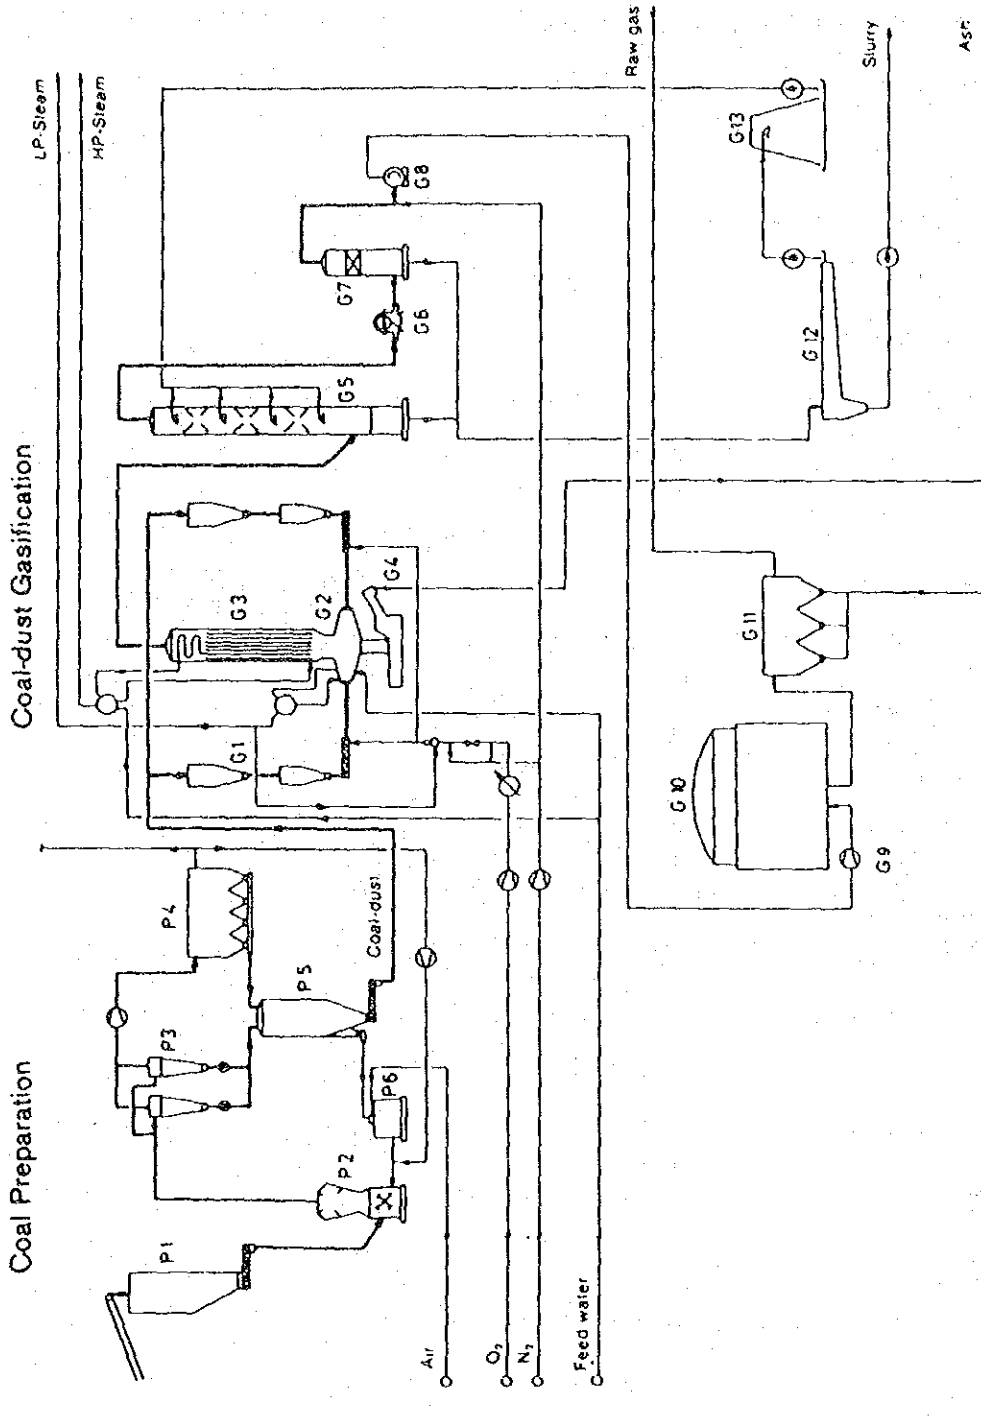 Coal Preparation
Coal-dust Gasification
LP-Steam
HP-Steam
P1
P2
P3
P4
P5
P6
Coal-dust
G1
G2
G3
G4
G5
G6
G7
G8
G9
G10
G11
G12
G13
Air
O₂
N₂
Feed water
Raw gas
Slurry
Ash